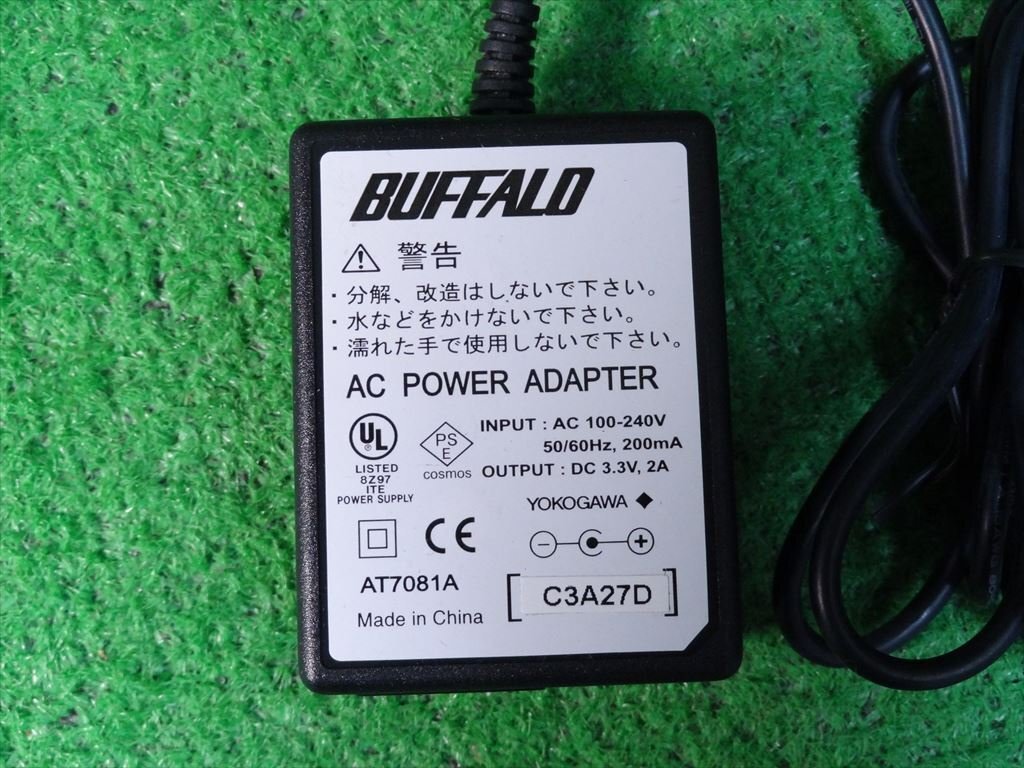 BUFFALO
警告
・分解、改造はしないで下さい。
・水などをかけないで下さい。
・濡れた手で使用しないで下さい。
AC POWER ADAPTER
UL
LISTED
8Z97
ITE
POWER SUPPLY
PS
E
cosmos
INPUT : AC 100-240V
50/60Hz, 200mA
OUTPUT : DC 3.3V, 2A
YOKOGAWA ◆
CE
AT7081A
Made in China
[C3A27D]